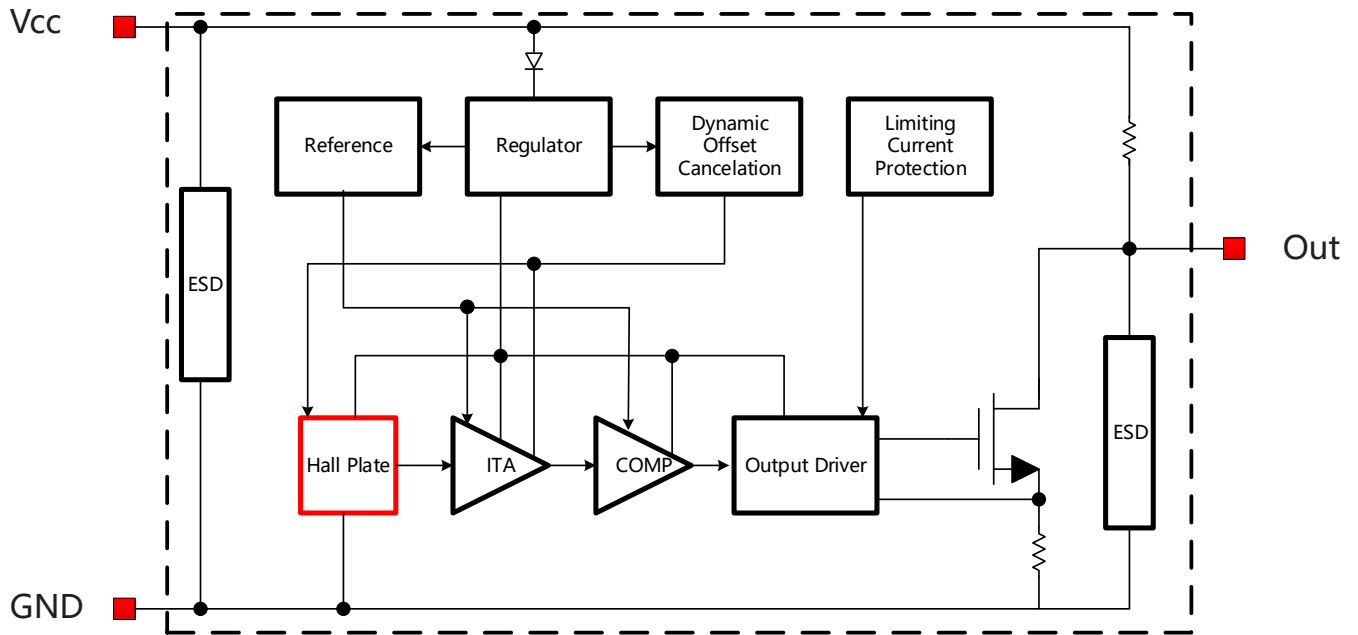 Vcc
Reference
Regulator
Dynamic
Offset
Cancelation
Limiting
Current
Protection
ESD
Out
Hall Plate
ITA
COMP
Output Driver
ESD
GND